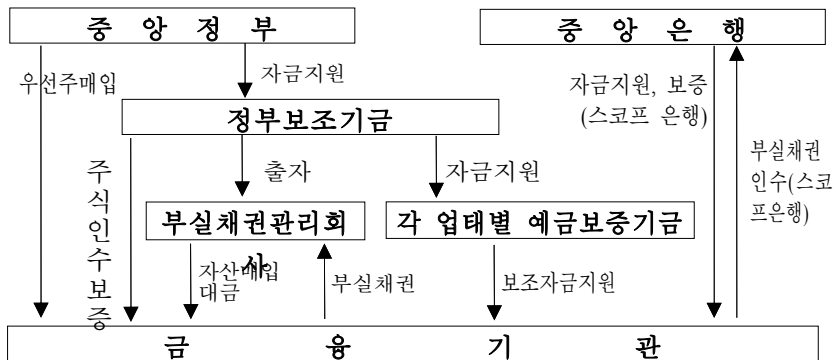 중 앙 정 부
중 앙 은 행
우선주매입
자금지원
자금지원, 보증
(스코프 은행)
정부보조기금
부실채권
인수(스코
프은행)
주식인수보증
출자
자금지원
부실채권관리회
사
각 업태별 예금보증기금
자산매입
대금
부실채권
보조자금지원
금 융 기 관